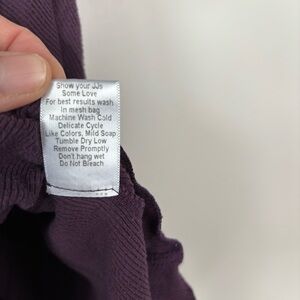 Show your JJs
Some Love
For best results wash
in mesh bag
Machine Wash Cold
Delicate Cycle
Like Colors, Mild Soap
Tumble Dry Low
Remove Promptly
Don't hang wet
Do Not Bleach